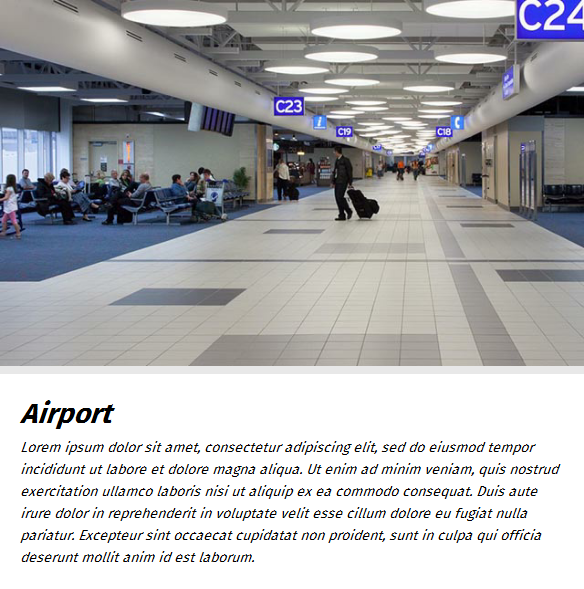 C24
C23
i
C19
C18
Airport
Lorem ipsum dolor sit amet, consectetur adipiscing elit, sed do eiusmod tempor
incididunt ut labore et dolore magna aliqua. Ut enim ad minim veniam, quis nostrud
exercitation ullamco laboris nisi ut aliquip ex ea commodo consequat. Duis aute
irure dolor in reprehenderit in voluptate velit esse cillum dolore eu fugiat nulla
pariatur. Excepteur sint occaecat cupidatat non proident, sunt in culpa qui officia
deserunt mollit anim id est laborum.